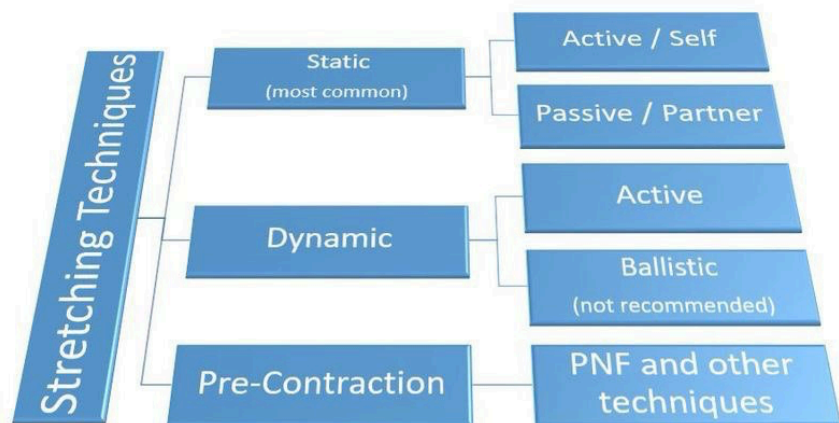 Stretching Techniques
Static
(most common)
Active / Self
Passive / Partner
Dynamic
Active
Ballistic
(not recommended)
Pre-Contraction
PNF and other
techniques